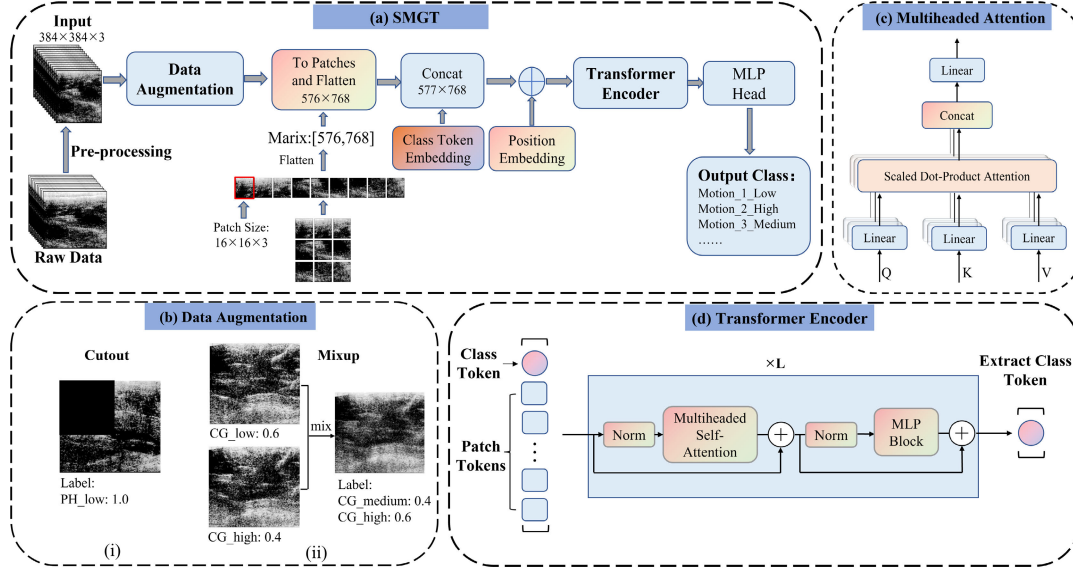 (a) SMGT
Input
384×384×3
Data
Augmentation
To Patches
and Flatten
576×768
Concat
577×768
Transformer
Encoder
MLP
Head
Pre-processing
Marix:[576,768]
Class Token
Embedding
Position
Embedding
Flatten
Patch Size:
16×16×3
Raw Data
Output Class:
Motion_1_Low
Motion_2_High
Motion_3_Medium
......
(c) Multiheaded Attention
Linear
Concat
Scaled Dot-Product Attention
Linear
Linear
Linear
Q
K
V
(b) Data Augmentation
Cutout
Mixup
CG_low: 0.6
mix
Label:
PH_low: 1.0
Label:
CG_medium: 0.4
CG_high: 0.6
CG_high: 0.4
(i)
(ii)
(d) Transformer Encoder
Class
Token
×L
Extract Class
Token
Patch
Tokens
Norm
Multiheaded
Self-
Attention
Norm
MLP
Block